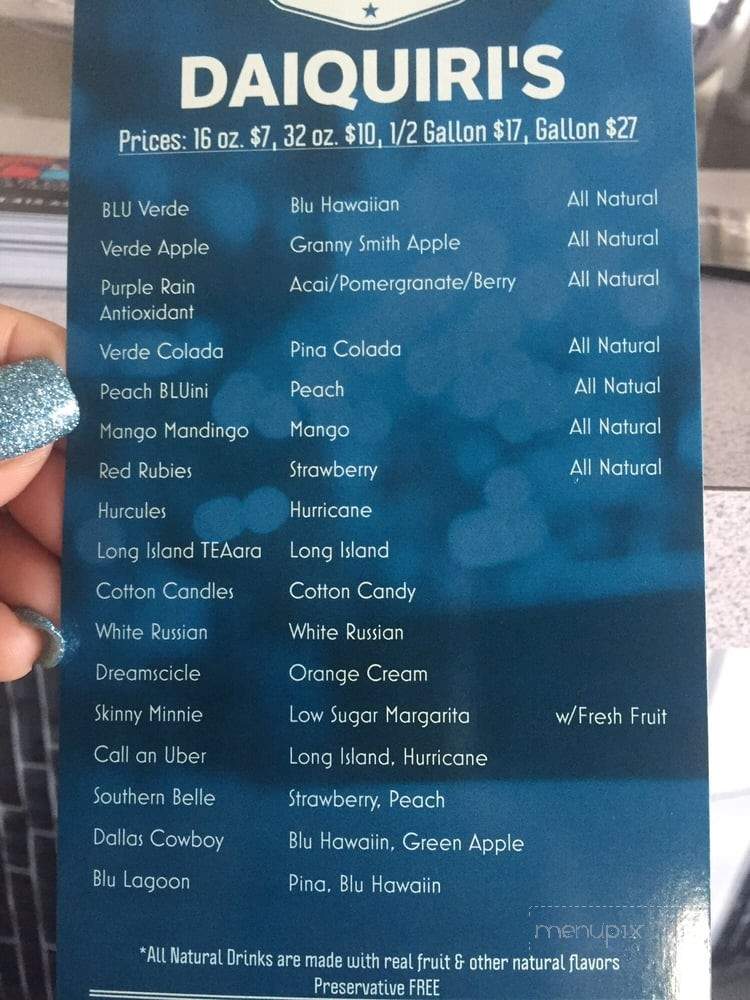 DAIQUIRI'S
Prices: 16 oz. $7, 32 oz. $10, 1/2 Gallon $17, Gallon $27
BLU Verde Blu Hawaiian All Natural
Verde Apple Granny Smith Apple All Natural
Purple Rain Acai/Pomergranate/Berry All Natural
Antioxidant
Verde Colada Pina Colada All Natural
Peach BLUini Peach All Natual
Mango Mandingo Mango All Natural
Red Rubies Strawberry All Natural
Hurcules Hurricane
Long Island TEAara Long Island
Cotton Candles Cotton Candy
White Russian White Russian
Dreamscicle Orange Cream
Skinny Minnie Low Sugar Margarita w/Fresh Fruit
Call an Uber Long Island, Hurricane
Southern Belle Strawberry, Peach
Dallas Cowboy Blu Hawaiin, Green Apple
Blu Lagoon Pina, Blu Hawaiin
menupix
*All Natural Drinks are made with real fruit & other natural flavors
Preservative FREE